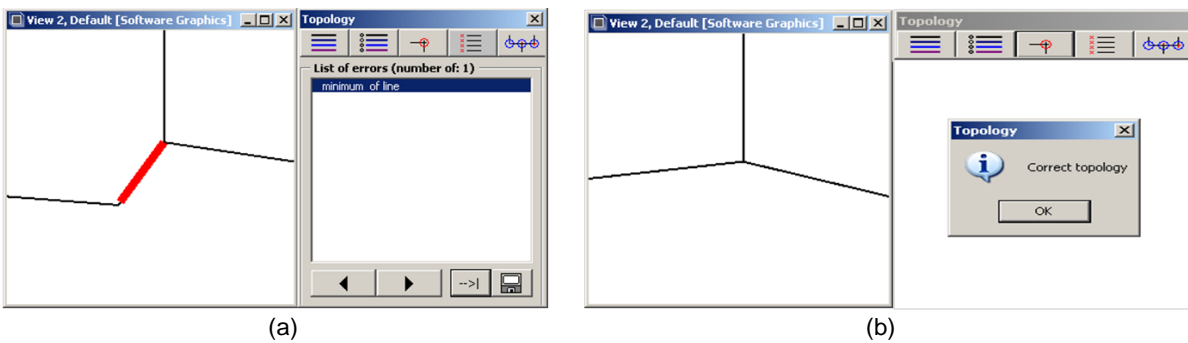 View 2, Default [Software Graphics]
Topology
List of errors (number of: 1)
minimum of line
-->|
(a)
View 2, Default [Software Graphics]
Topology
Topology
Correct topology
OK
(b)